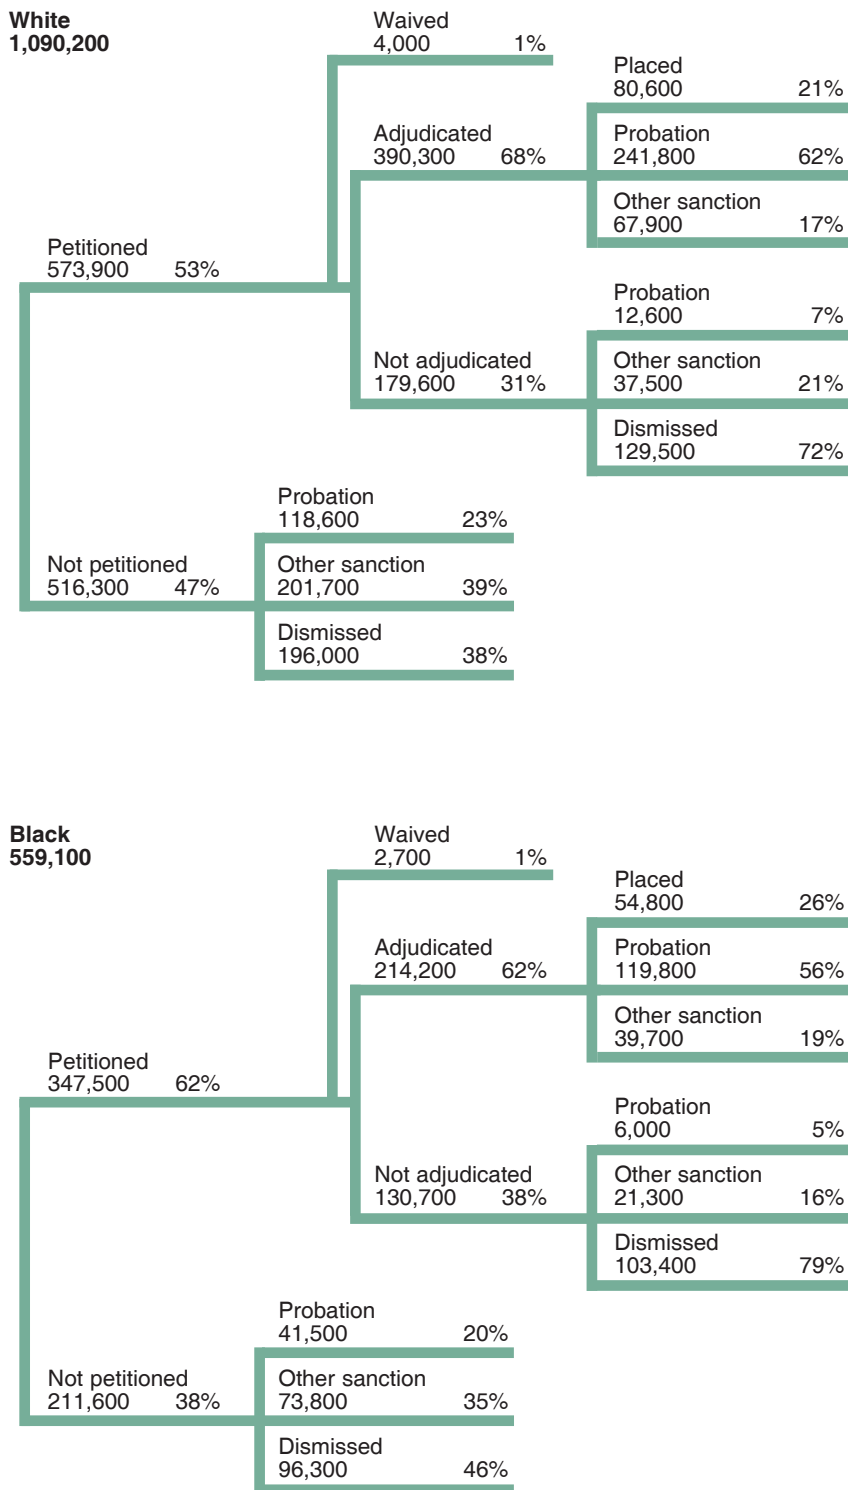 White
1,090,200
Waived
4,000 1%
Placed
80,600 21%
Adjudicated
390,300 68%
Probation
241,800 62%
Other sanction
67,900 17%
Petitioned
573,900 53%
Probation
12,600 7%
Not adjudicated
179,600 31%
Other sanction
37,500 21%
Dismissed
129,500 72%
Probation
118,600 23%
Not petitioned
516,300 47%
Other sanction
201,700 39%
Dismissed
196,000 38%
Black
559,100
Waived
2,700 1%
Placed
54,800 26%
Adjudicated
214,200 62%
Probation
119,800 56%
Other sanction
39,700 19%
Petitioned
347,500 62%
Probation
6,000 5%
Not adjudicated
130,700 38%
Other sanction
21,300 16%
Dismissed
103,400 79%
Probation
41,500 20%
Not petitioned
211,600 38%
Other sanction
73,800 35%
Dismissed
96,300 46%